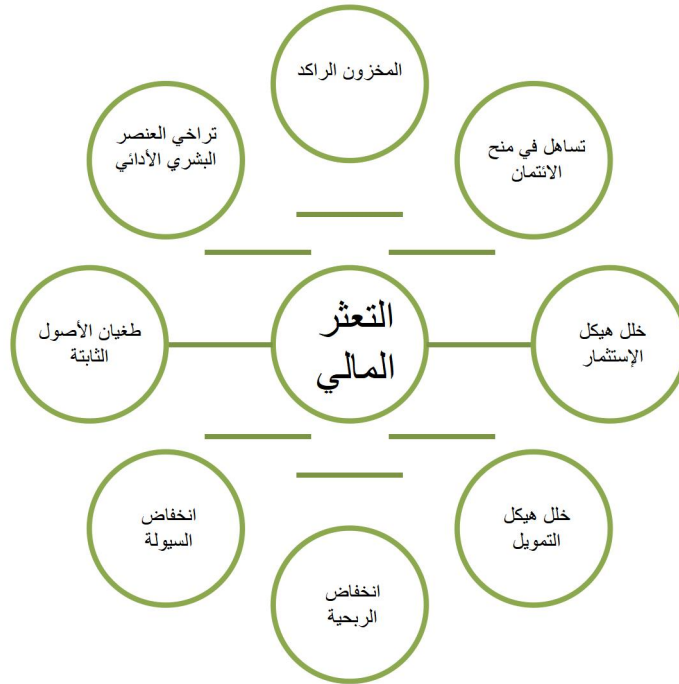 المخزون الراكد
تساهل في منح
الائتمان
خلل هيكل
الإستثمار
خلل هيكل
التمويل
انخفاض
الربحية
انخفاض
السيولة
طغيان الأصول
الثابتة
تراخي العنصر
البشري الأدائي
التعثر
المالي